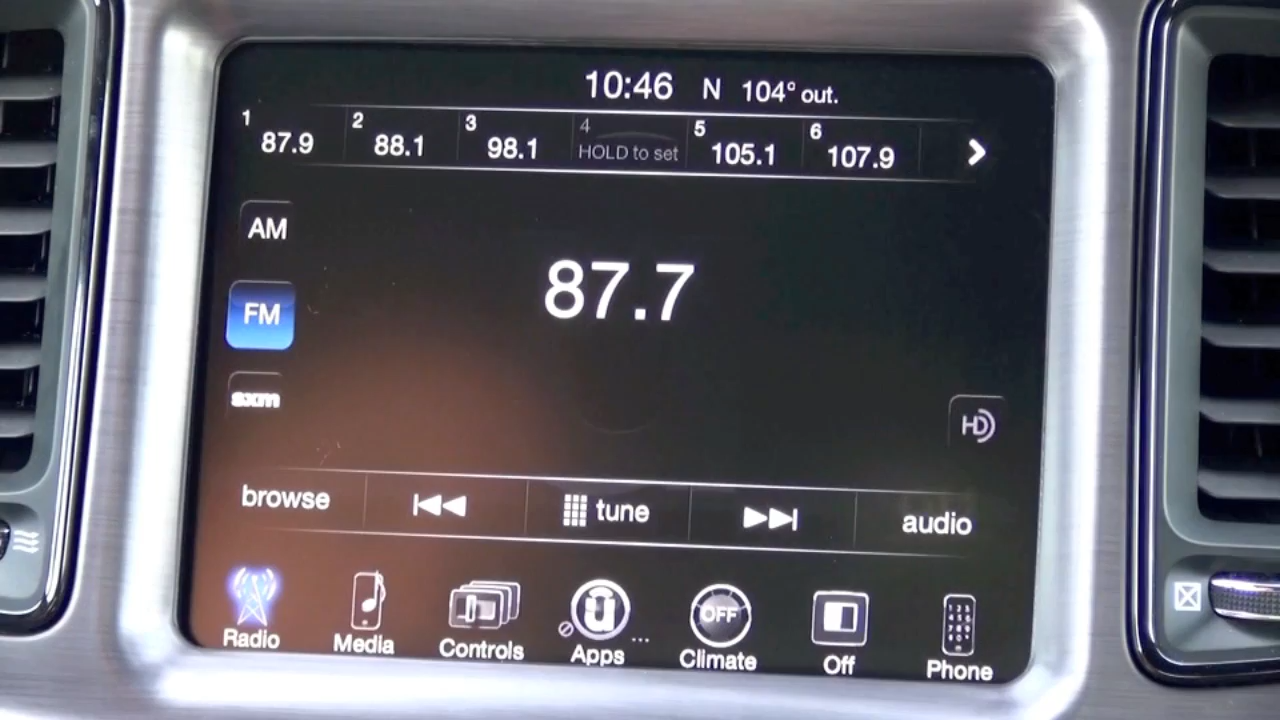 10:46 N 104° out.
1 87.9 2 88.1 3 98.1 4 HOLD to set 5 105.1 6 107.9
AM
87.7
FM
sxm
HD
browse tune audio
OFF
Radio Media Controls Apps ... Climate Off Phone